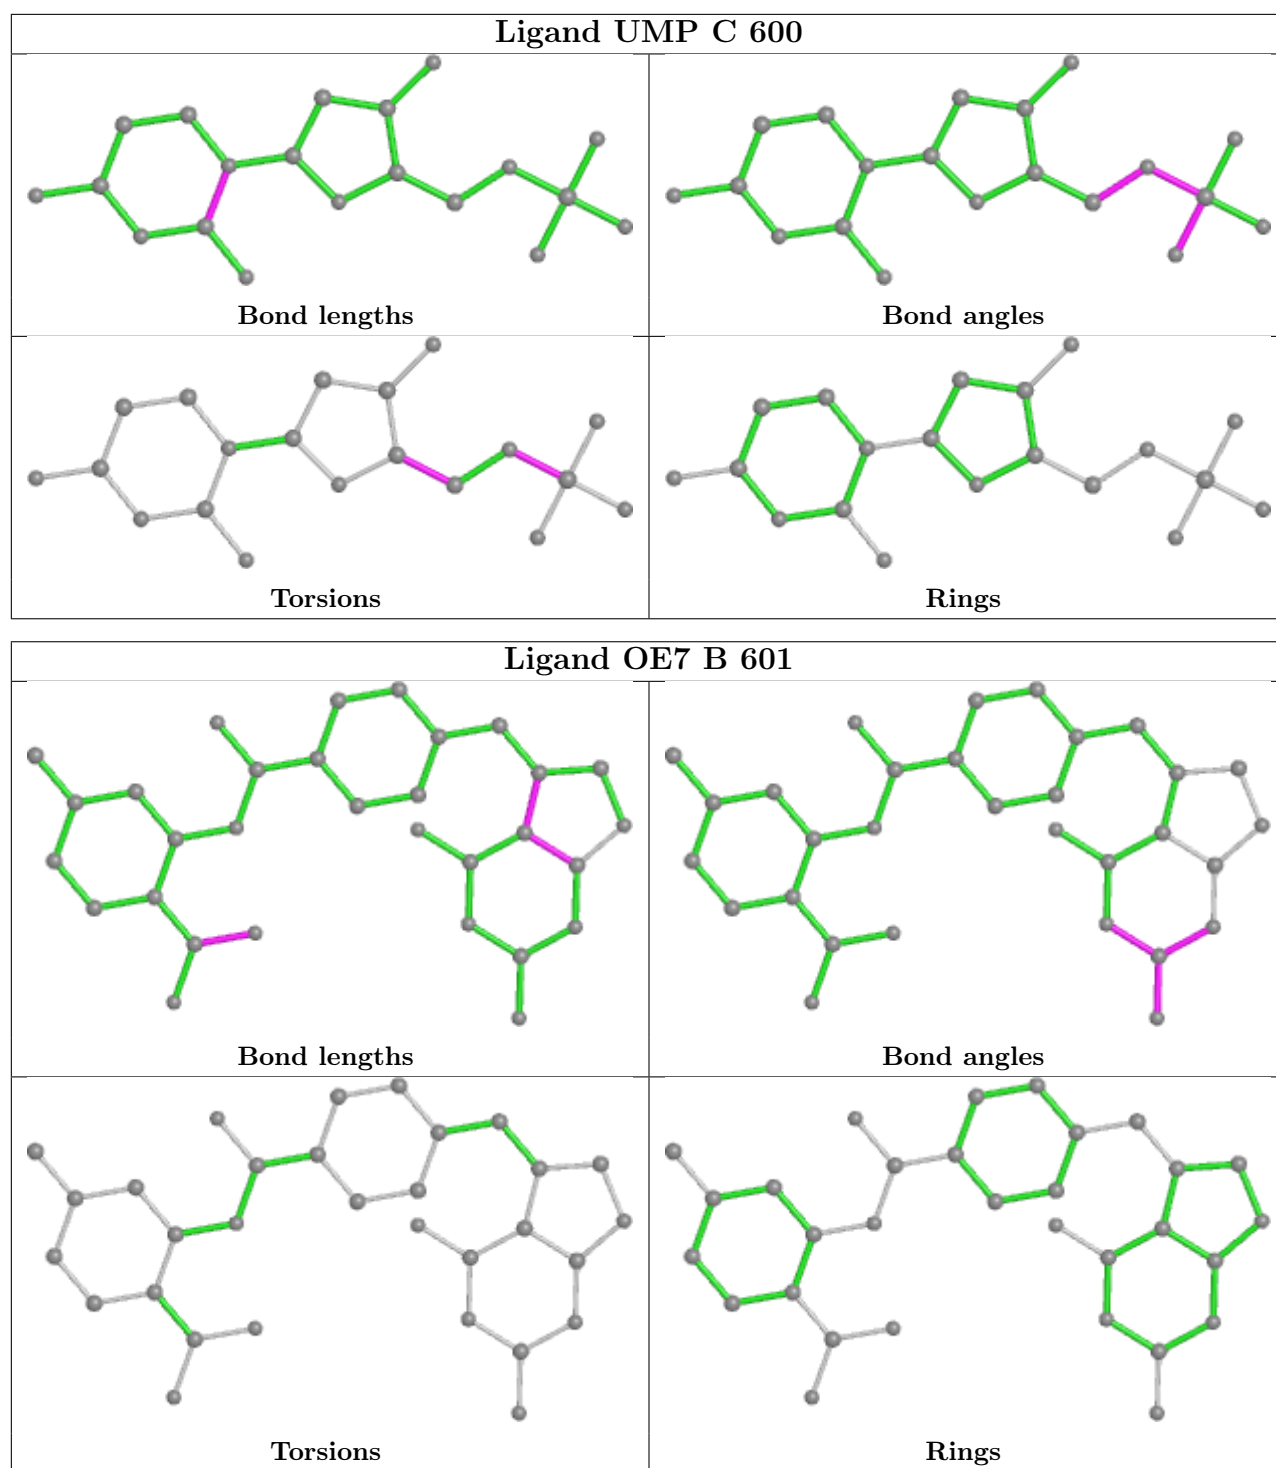 Ligand UMP C 600
Bond lengths
Bond angles
Torsions
Rings
Ligand OE7 B 601
Bond lengths
Bond angles
Torsions
Rings